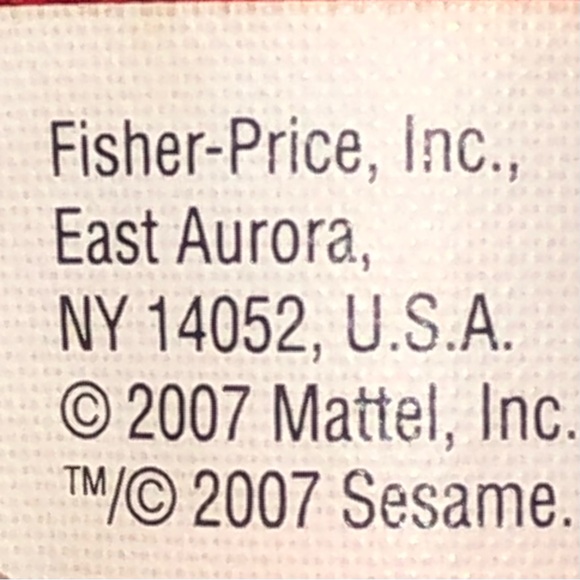 Fisher-Price, Inc.,
East Aurora,
NY 14052, U.S.A.
© 2007 Mattel, Inc.
™/© 2007 Sesame.